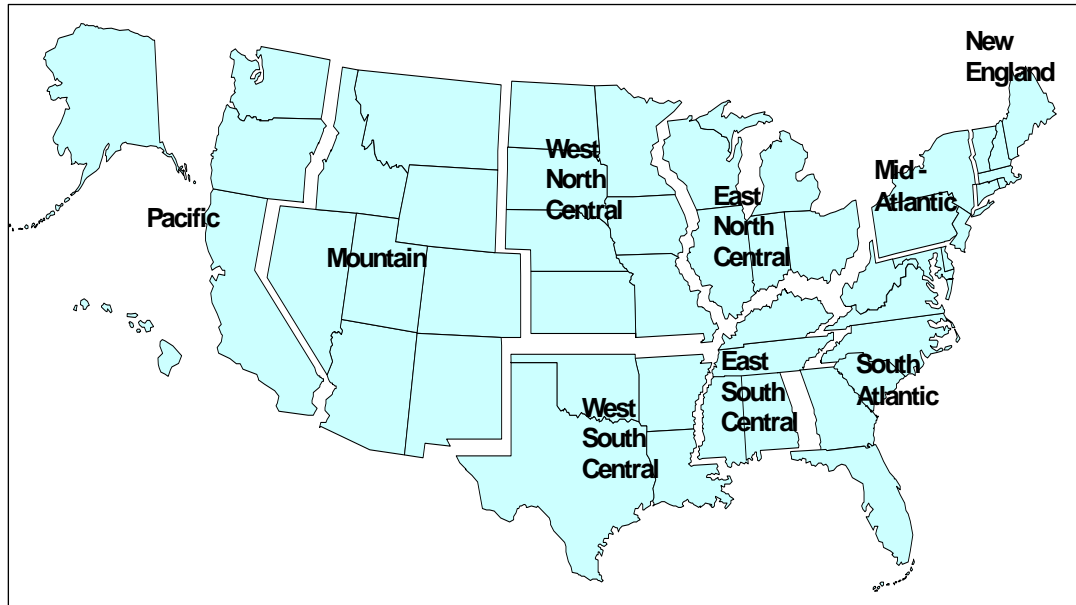 New
England
West
North
Central
Mid -
Atlantic
East
North
Central
Pacific
Mountain
East
South
Central
South
Atlantic
West
South
Central